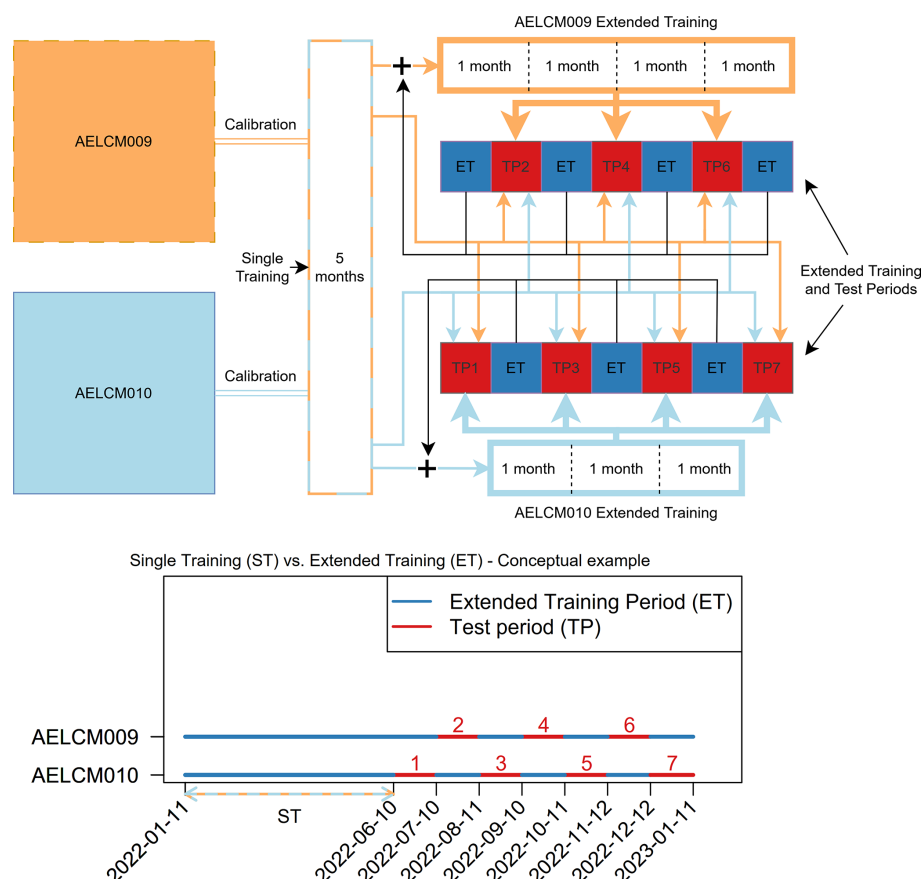 AELCM009 Extended Training
1 month 1 month 1 month 1 month
AELCM009
Calibration
ET TP2 ET TP4 ET TP6 ET
Single
Training
5
months
Extended Training
and Test Periods
TP1 ET TP3 ET TP5 ET TP7
AELCM010
Calibration
1 month 1 month 1 month
AELCM010 Extended Training
Single Training (ST) vs. Extended Training (ET) - Conceptual example
Extended Training Period (ET)
Test period (TP)
AELCM009
2 4 6
AELCM010
1 3 5 7
ST
2022-01-11
2022-06-10
2022-07-10
2022-08-11
2022-09-10
2022-10-11
2022-11-12
2022-12-12
2023-01-11